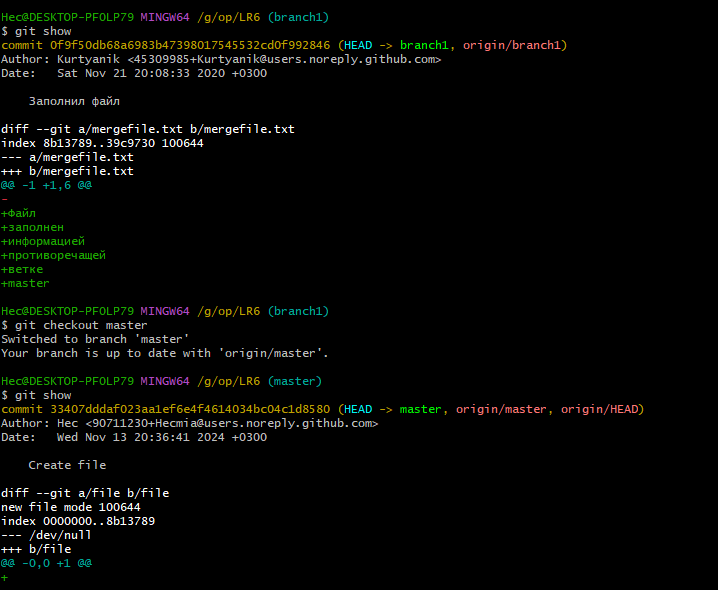 Hec@DESKTOP-PFOLP79 MINGW64 /g/op/LR6 (branch1)
$ git show
commit 0f9f50db68a6983b47398017545532cd0f992846 (HEAD -> branch1, origin/branch1)
Author: Kurtyanik <45309985+Kurtyanik@users.noreply.github.com>
Date:   Sat Nov 21 20:08:33 2020 +0300

    Заполнил файл

diff --git a/mergefile.txt b/mergefile.txt
index 8b13789..39c9730 100644
--- a/mergefile.txt
+++ b/mergefile.txt
@@ -1 +1,6 @@
-
+Файл
+заполнен
+информацией
+противоречащей
+ветке
+master

Hec@DESKTOP-PFOLP79 MINGW64 /g/op/LR6 (branch1)
$ git checkout master
Switched to branch 'master'
Your branch is up to date with 'origin/master'.

Hec@DESKTOP-PFOLP79 MINGW64 /g/op/LR6 (master)
$ git show
commit 33407dddaf023aa1ef6e4f4614034bc04c1d8580 (HEAD -> master, origin/master, origin/HEAD)
Author: Hec <90711230+Hecmia@users.noreply.github.com>
Date:   Wed Nov 13 20:36:41 2024 +0300

    Create file

diff --git a/file b/file
new file mode 100644
index 0000000..8b13789
--- /dev/null
+++ b/file
@@ -0,0 +1 @@
+